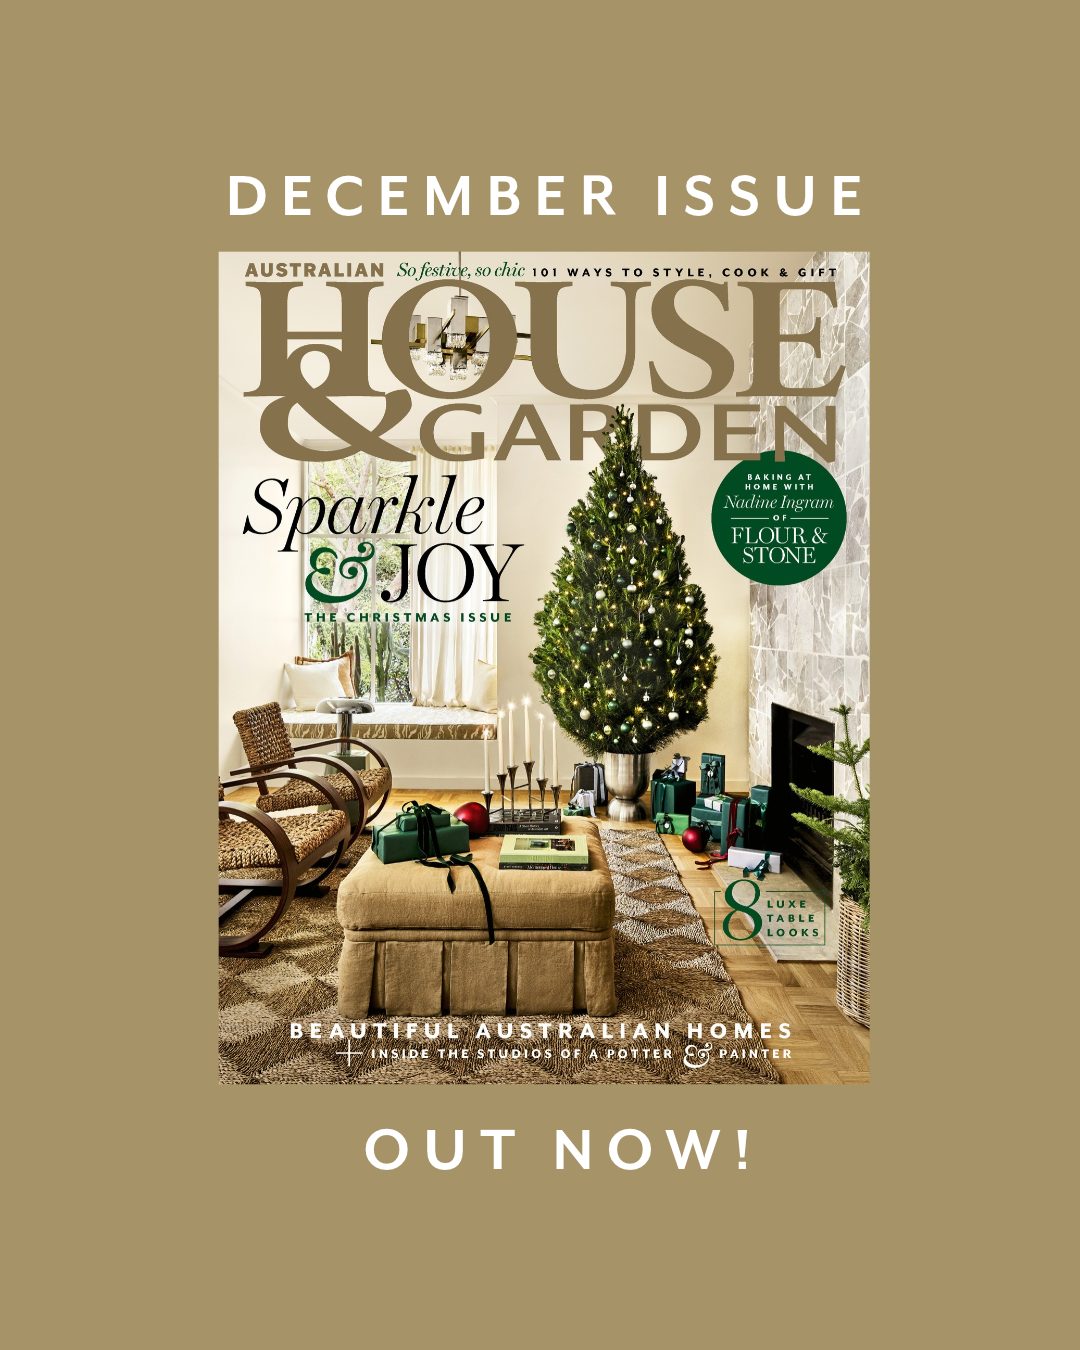 DECEMBER ISSUE
AUSTRALIAN So festive, so chic 101 WAYS TO STYLE, COOK & GIFT
HOUSE
& GARDEN
Sparkle
& JOY
THE CHRISTMAS ISSUE
BAKING AT
HOME WITH
Nadine Ingram
OF
FLOUR &
STONE
8 LUXE
TABLE
LOOKS
BEAUTIFUL AUSTRALIAN HOMES
+ INSIDE THE STUDIOS OF A POTTER & PAINTER
OUT NOW!